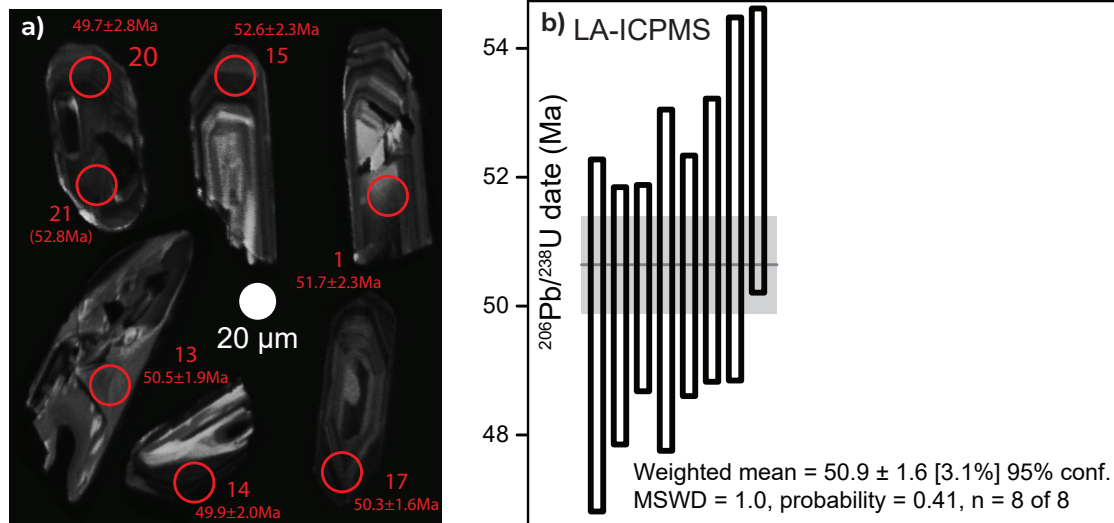 a)
49.7±2.8Ma
20
52.6±2.3Ma
15
21
(52.8Ma)
1
51.7±2.3Ma
20 µm
13
50.5±1.9Ma
14
49.9±2.0Ma
17
50.3±1.6Ma
b) LA-ICPMS
²⁰⁶Pb/²³⁸U date (Ma)
54
52
50
48
Weighted mean = 50.9 ± 1.6 [3.1%] 95% conf.
MSWD = 1.0, probability = 0.41, n = 8 of 8